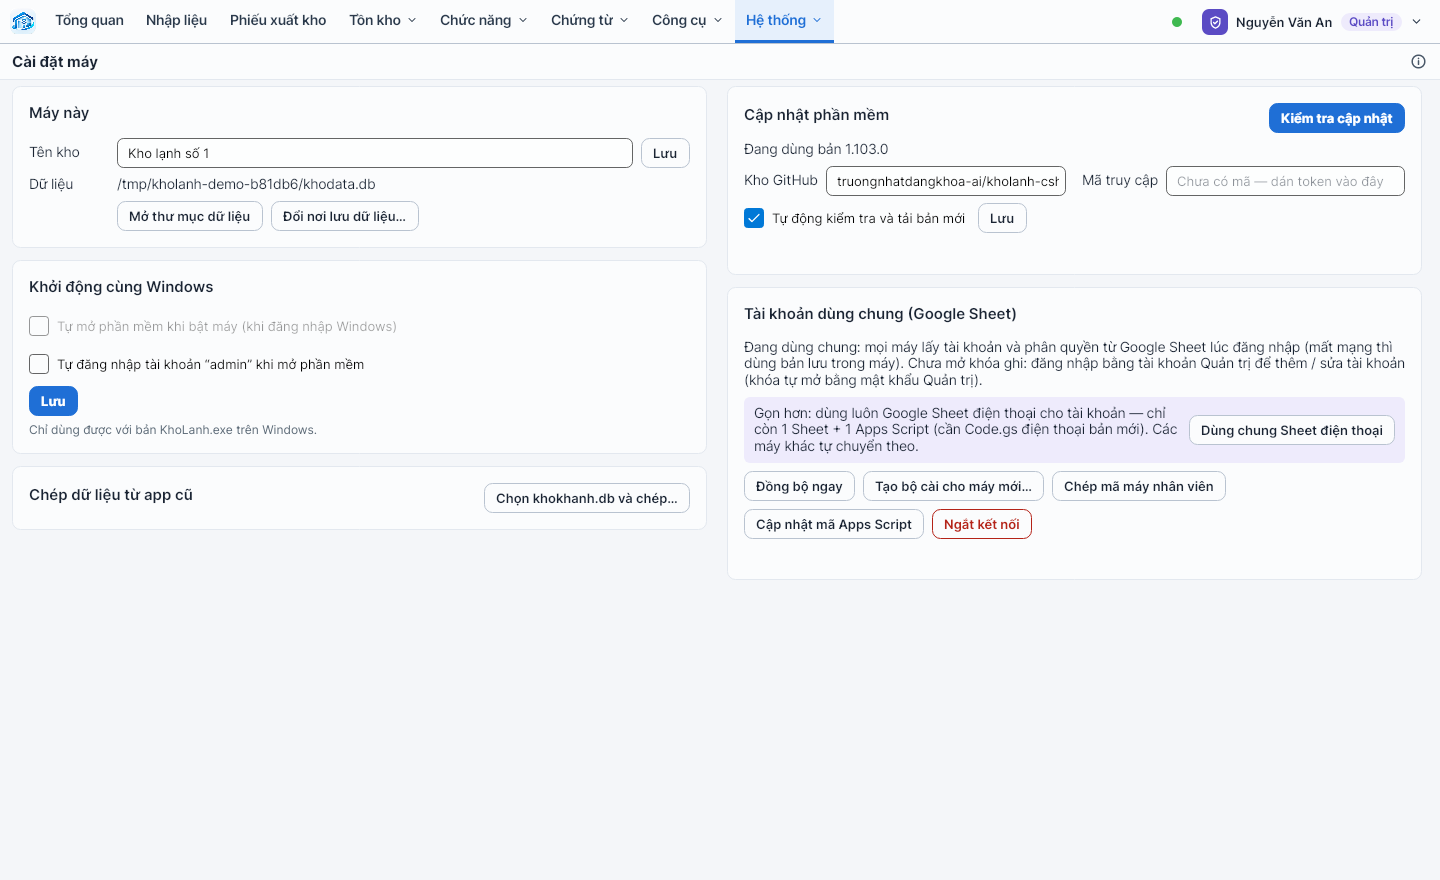 Tổng quan
Nhập liệu
Phiếu xuất kho
Tồn kho
Chức năng
Chứng từ
Công cụ
Hệ thống
Nguyễn Văn An
Quản trị
Cài đặt máy
Máy này
Tên kho
Kho lạnh số 1
Lưu
Dữ liệu
/tmp/kholanh-demo-b81db6/khodata.db
Mở thư mục dữ liệu
Đổi nơi lưu dữ liệu...
Khởi động cùng Windows
Tự mở phần mềm khi bật máy (khi đăng nhập Windows)
Tự đăng nhập tài khoản “admin” khi mở phần mềm
Lưu
Chỉ dùng được với bản KhoLanh.exe trên Windows.
Chép dữ liệu từ app cũ
Chọn khokhanh.db và chép...
Cập nhật phần mềm
Kiểm tra cập nhật
Đang dùng bản 1.103.0
Kho GitHub
truongnhatdangkhoa-ai/kholanh-csh
Mã truy cập
Chưa có mã — dán token vào đây
Tự động kiểm tra và tải bản mới
Lưu
Tài khoản dùng chung (Google Sheet)
Đang dùng chung: mọi máy lấy tài khoản và phân quyền từ Google Sheet lúc đăng nhập (mất mạng thì
dùng bản lưu trong máy). Chưa mở khóa ghi: đăng nhập bằng tài khoản Quản trị để thêm / sửa tài khoản
(khóa tự mở bằng mật khẩu Quản trị).
Gọn hơn: dùng luôn Google Sheet điện thoại cho tài khoản — chỉ
còn 1 Sheet + 1 Apps Script (cần Code.gs điện thoại bản mới). Các
máy khác tự chuyển theo.
Dùng chung Sheet điện thoại
Đồng bộ ngay
Tạo bộ cài cho máy mới...
Chép mã máy nhân viên
Cập nhật mã Apps Script
Ngắt kết nối